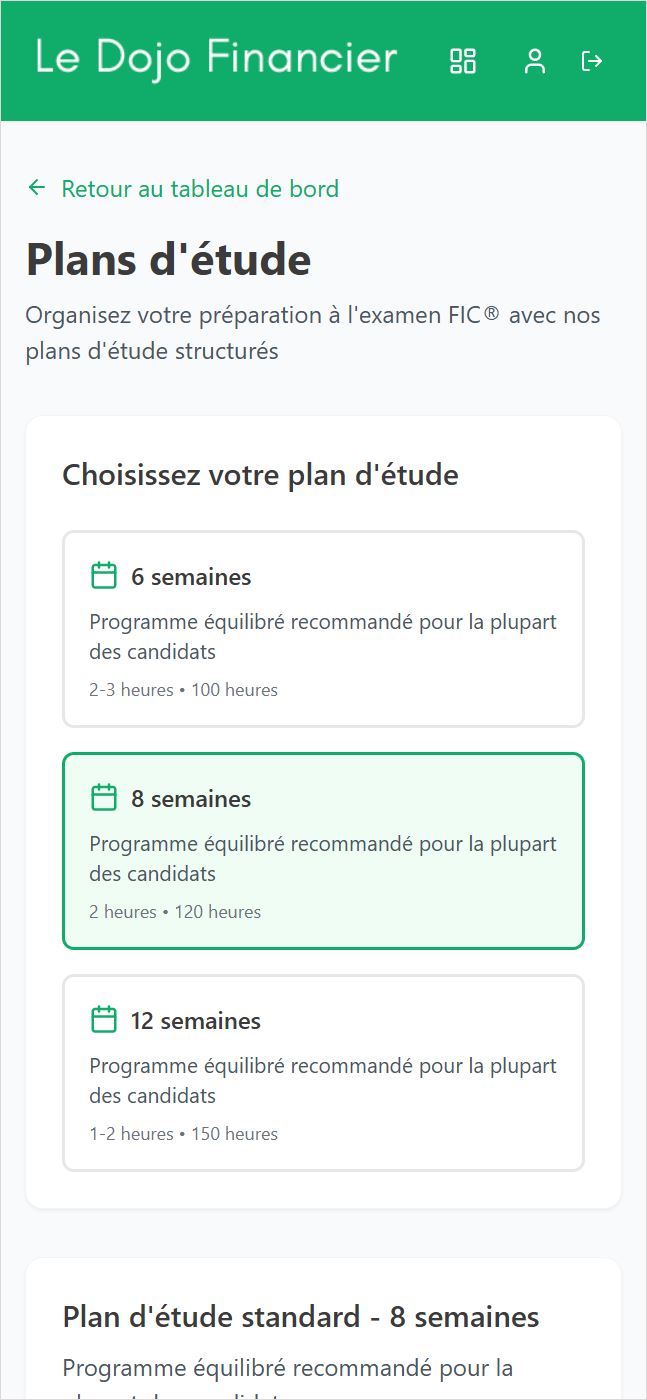 Le Dojo Financier
Retour au tableau de bord
Plans d'étude
Organisez votre préparation à l'examen FIC® avec nos
plans d'étude structurés
Choisissez votre plan d'étude
6 semaines
Programme équilibré recommandé pour la plupart
des candidats
2-3 heures • 100 heures
8 semaines
Programme équilibré recommandé pour la plupart
des candidats
2 heures • 120 heures
12 semaines
Programme équilibré recommandé pour la plupart
des candidats
1-2 heures • 150 heures
Plan d'étude standard - 8 semaines
Programme équilibré recommandé pour la